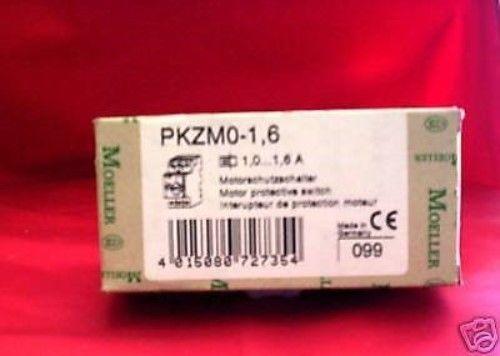 PKZM0-1,6
1,0...1,6 A
Motorschutzschalter
Motor protective switch
Interupteur de protection moteur
Made in
Germany
CE
099
4 015080 727354
MOELLER
MOELLER